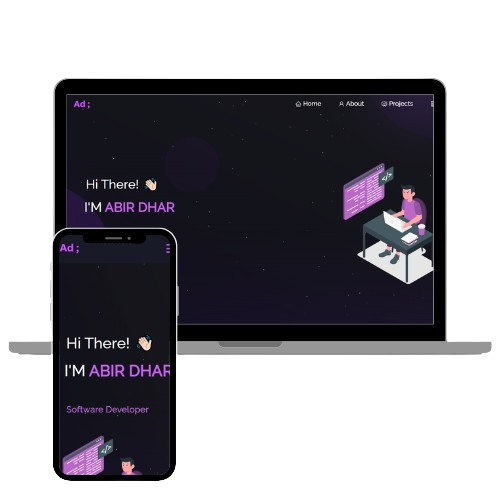 Ad ;
Home
About
Projects
Hi There! 👋🏻
I'M ABIR DHAR
</>
Ad ;
Hi There! 👋🏻
I'M ABIR DHAR
Software Developer
</>